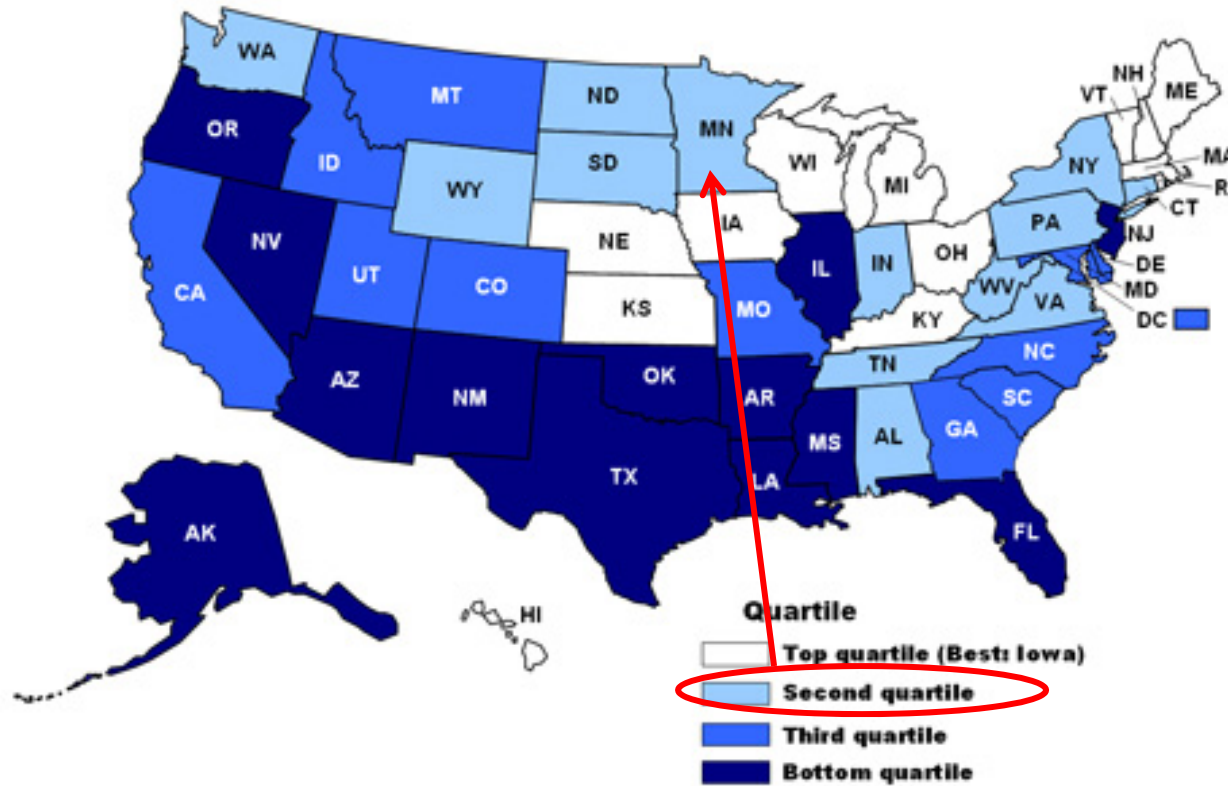 WA
MT
ND
MN
OR
ID
SD
WY
WI
MI
NH
VT
ME
NY
MA
R
CT
NV
NE
IA
PA
NJ
CA
UT
CO
KS
MO
IL
IN
OH
WV
VA
DE
MD
DC
KY
AZ
NM
OK
AR
TN
NC
SC
TX
LA
MS
AL
GA
FL
AK
HI
Quartile
Top quartile (Best: Iowa)
Second quartile
Third quartile
Bottom quartile